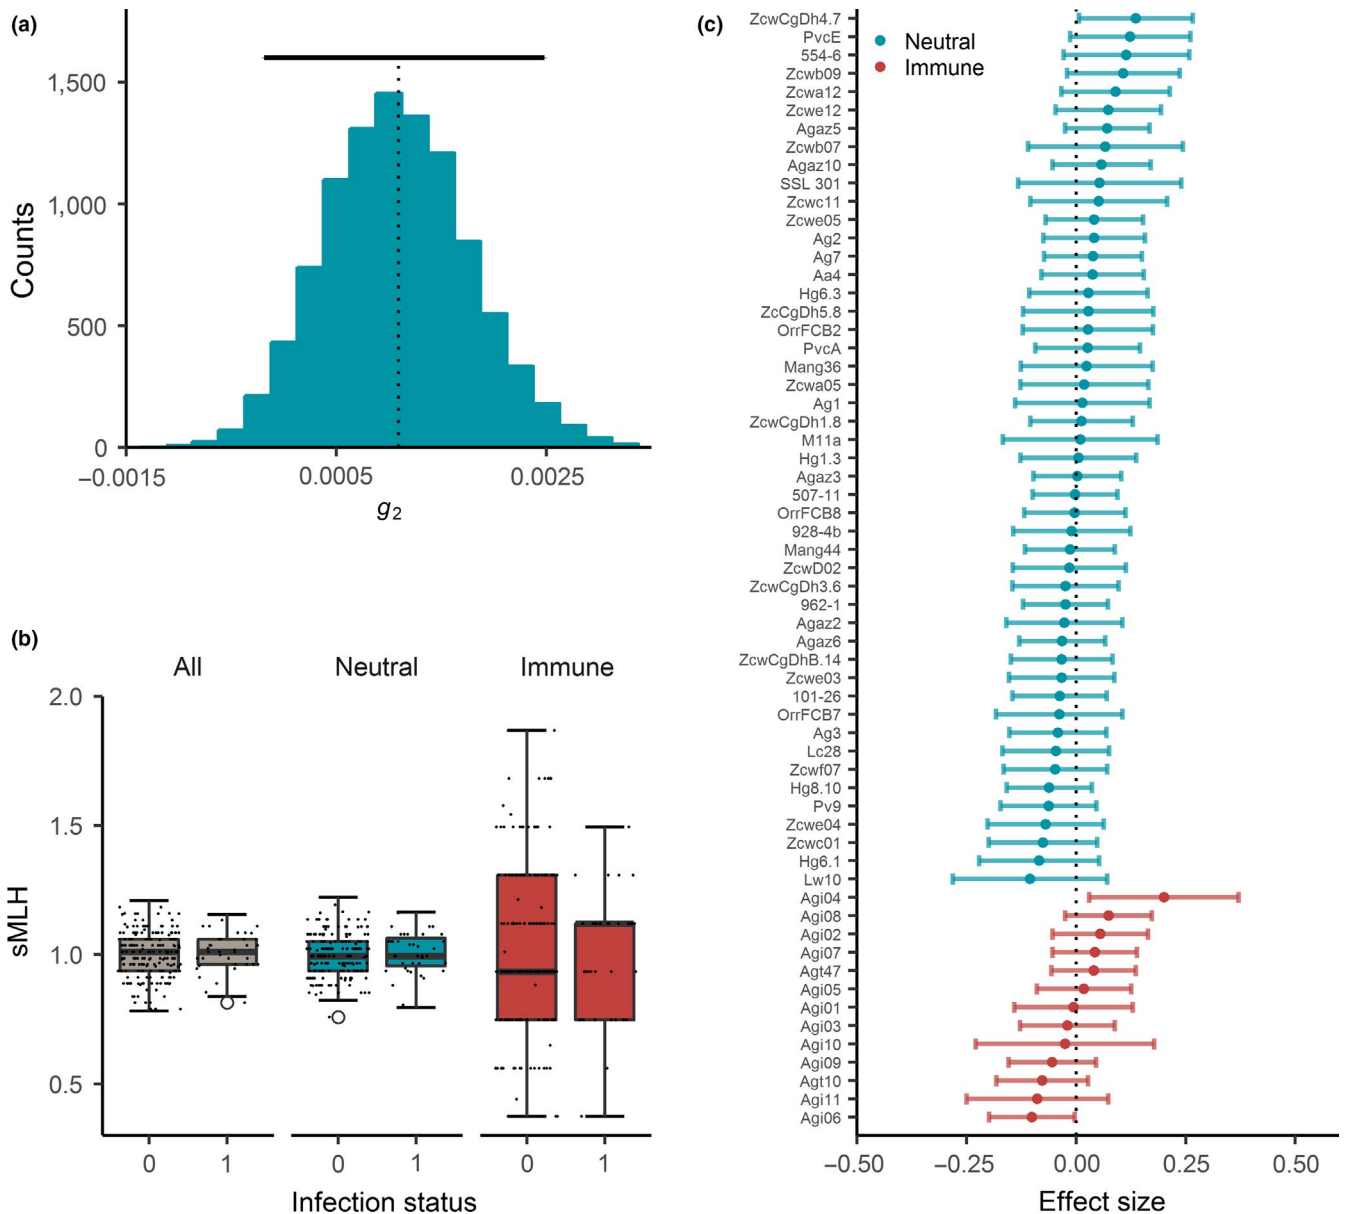 (a)
1,500
1,000
500
0
Counts
−0.0015
0.0005
0.0025
g2
(b)
All
Neutral
Immune
2.0
1.5
1.0
0.5
sMLH
0
1
0
1
0
1
Infection status
(c)
Neutral
Immune
ZcwCgDh4.7
PvcE
554-6
Zcwb09
Zcwa12
Zcwe12
Agaz5
Zcwb07
Agaz10
SSL 301
Zcwc11
Zcwe05
Ag2
Ag7
Aa4
Hg6.3
ZcCgDh5.8
OrrFCB2
PvcA
Mang36
Zcwa05
Ag1
ZcwCgDh1.8
M11a
Hg1.3
Agaz3
507-11
OrrFCB8
928-4b
Mang44
ZcwD02
ZcwCgDh3.6
962-1
Agaz2
Agaz6
ZcwCgDhB.14
Zcwe03
101-26
OrrFCB7
Ag3
Lc28
Zcwf07
Hg8.10
Pv9
Zcwe04
Zcwc01
Hg6.1
Lw10
Agi04
Agi08
Agi02
Agi07
Agt47
Agi05
Agi01
Agi03
Agi10
Agi09
Agt10
Agi11
Agi06
−0.50
−0.25
0.00
0.25
0.50
Effect size